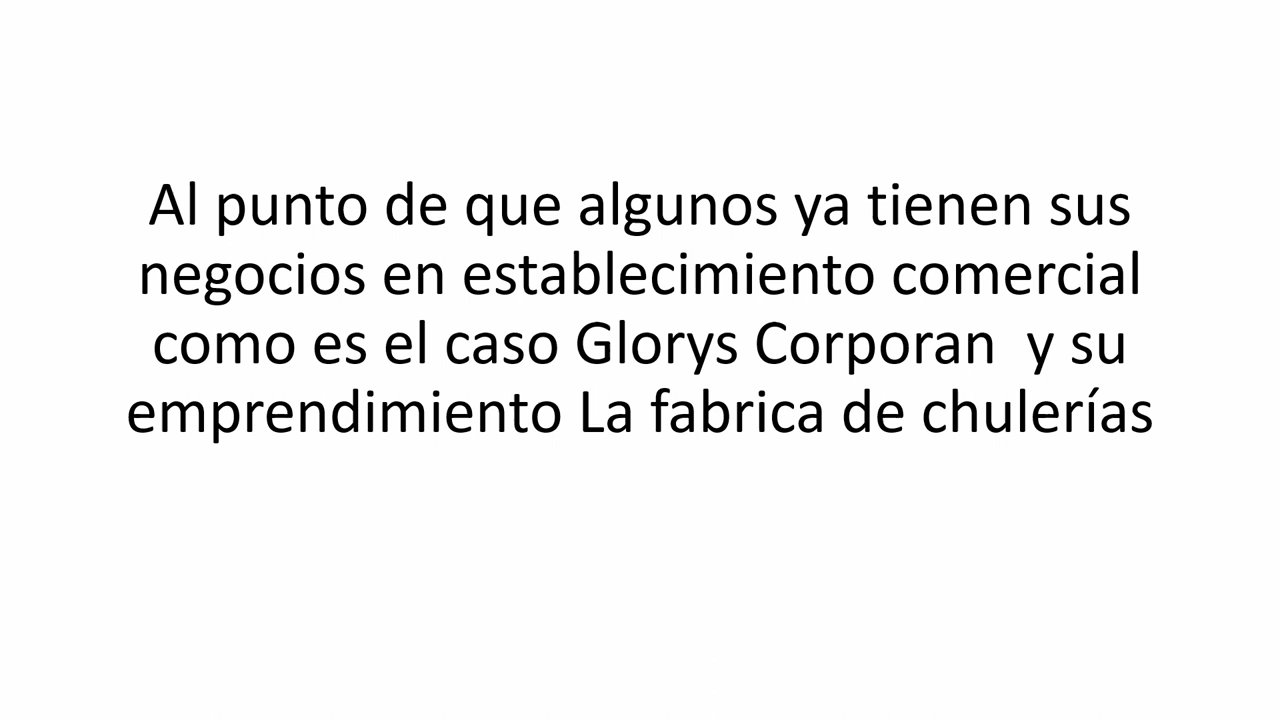 Al punto de que algunos ya tienen sus
negocios en establecimiento comercial
como es el caso Glorys Corporan  y su
emprendimiento La fabrica de chulerías